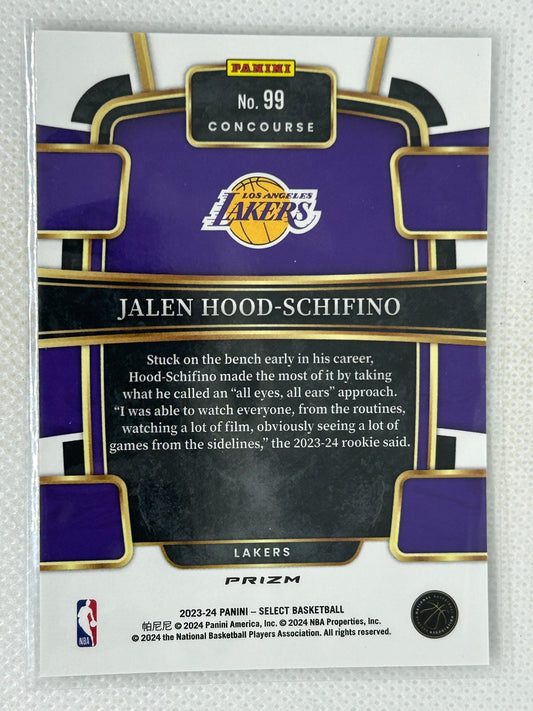 PANINI
No. 99
CONCOURSE
LOS ANGELES
LAKERS
JALEN HOOD-SCHIFINO
Stuck on the bench early in his career,
Hood-Schifino made the most of it by taking
what he called an “all eyes, all ears” approach.
“I was able to watch everyone, from the routines,
watching a lot of film, obviously seeing a lot of
games from the sidelines,” the 2023-24 rookie said.
LAKERS
PRIZM
2023-24 PANINI – SELECT BASKETBALL
帕尼尼 © 2024 Panini America, Inc. © 2024 NBA Properties, Inc.
© 2024 the National Basketball Players Association. All rights reserved.
NBA